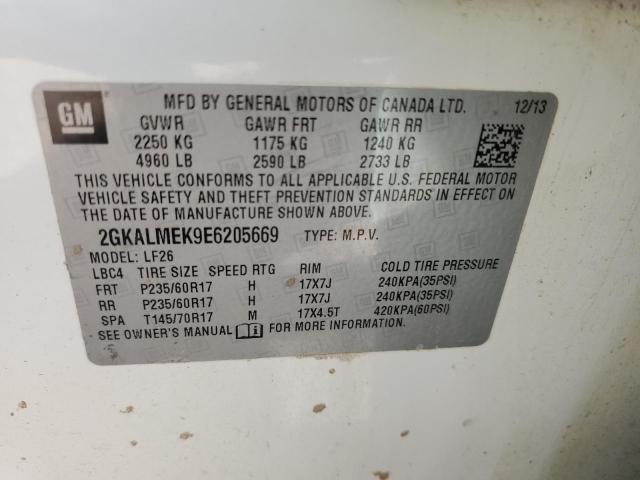 GM
MFD BY GENERAL MOTORS OF CANADA LTD. 12/13
GVWR GAWR FRT GAWR RR
2250 KG 1175 KG 1240 KG
4960 LB 2590 LB 2733 LB
THIS VEHICLE CONFORMS TO ALL APPLICABLE U.S. FEDERAL MOTOR
VEHICLE SAFETY AND THEFT PREVENTION STANDARDS IN EFFECT ON
THE DATE OF MANUFACTURE SHOWN ABOVE.
2GKALMEK9E6205669 TYPE: M.P.V.
MODEL: LF26
LBC4 TIRE SIZE SPEED RTG RIM COLD TIRE PRESSURE
FRT P235/60R17 H 17X7J 240KPA(35PSI)
RR P235/60R17 H 17X7J 240KPA(35PSI)
SPA T145/70R17 M 17X4.5T 420KPA(60PSI)
SEE OWNER'S MANUAL FOR MORE INFORMATION.